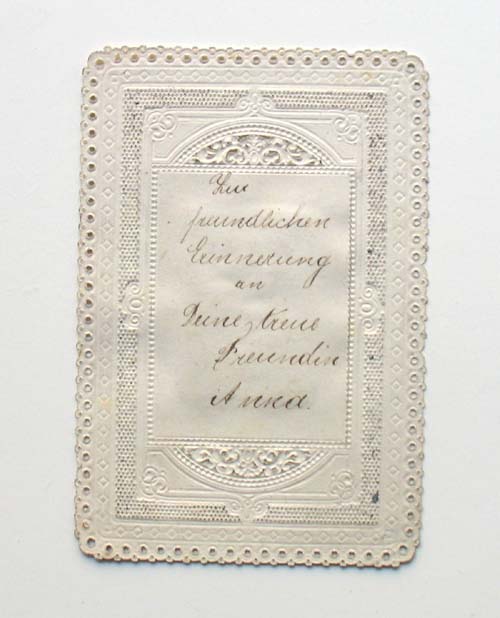 Zur
freundlichen
Erinnerung
an
Deine treue
Freundin
Anna.